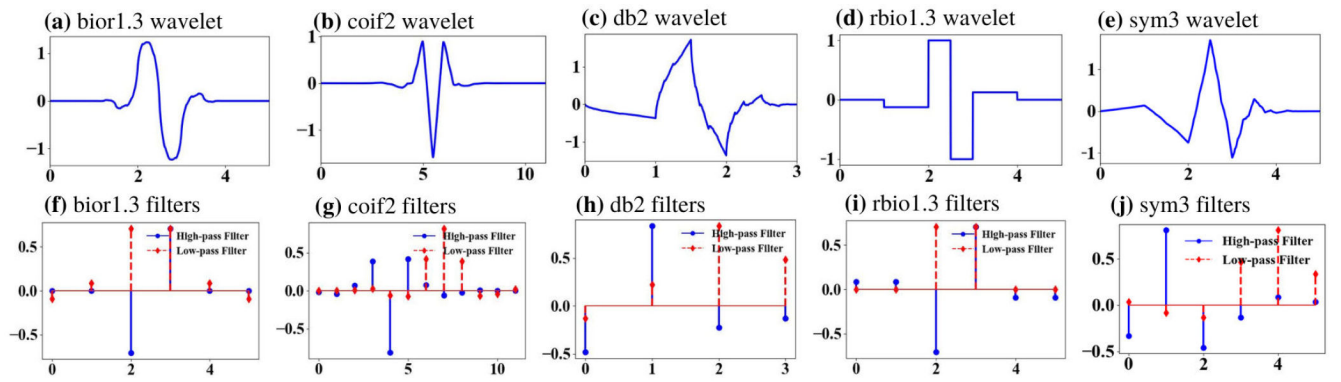 (a) bior1.3 wavelet
1
0
−1
0 2 4
(b) coif2 wavelet
1
0
−1
0 5 10
(c) db2 wavelet
1
0
−1
0 1 2 3
(d) rbio1.3 wavelet
1
0
-1
0 2 4
(e) sym3 wavelet
1
0
−1
0 2 4
(f) bior1.3 filters
High-pass Filter
Low-pass Filter
0.5
0.0
−0.5
0 2 4
(g) coif2 filters
High-pass Filter
Low-pass Filter
0.5
0.0
−0.5
0 2 4 6 8 10
(h) db2 filters
High-pass Filter
Low-pass Filter
0.5
0.0
−0.5
0 1 2 3
(i) rbio1.3 filters
High-pass Filter
Low-pass Filter
0.5
0.0
−0.5
0 2 4
(j) sym3 filters
High-pass Filter
Low-pass Filter
0.5
0.0
−0.5
0 2 4